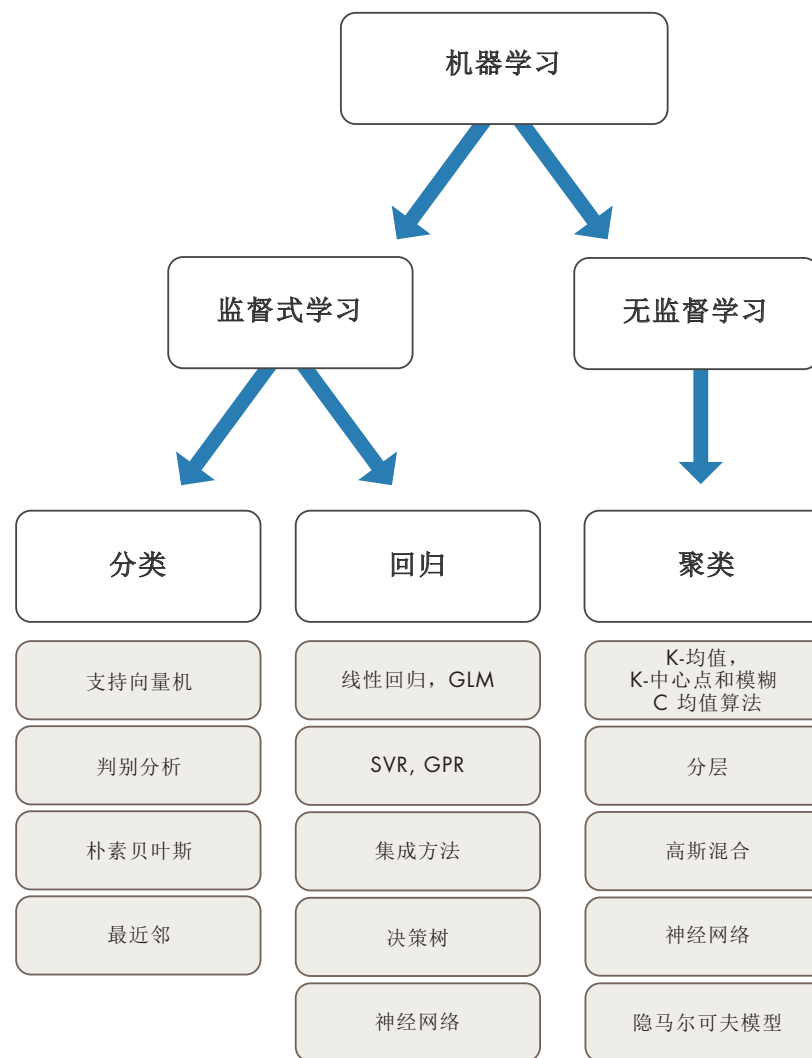 机器学习
监督式学习
无监督学习
分类
回归
聚类
支持向量机
判别分析
朴素贝叶斯
最近邻
线性回归，GLM
SVR, GPR
集成方法
决策树
神经网络
K-均值，
K-中心点和模糊
C 均值算法
分层
高斯混合
神经网络
隐马尔可夫模型